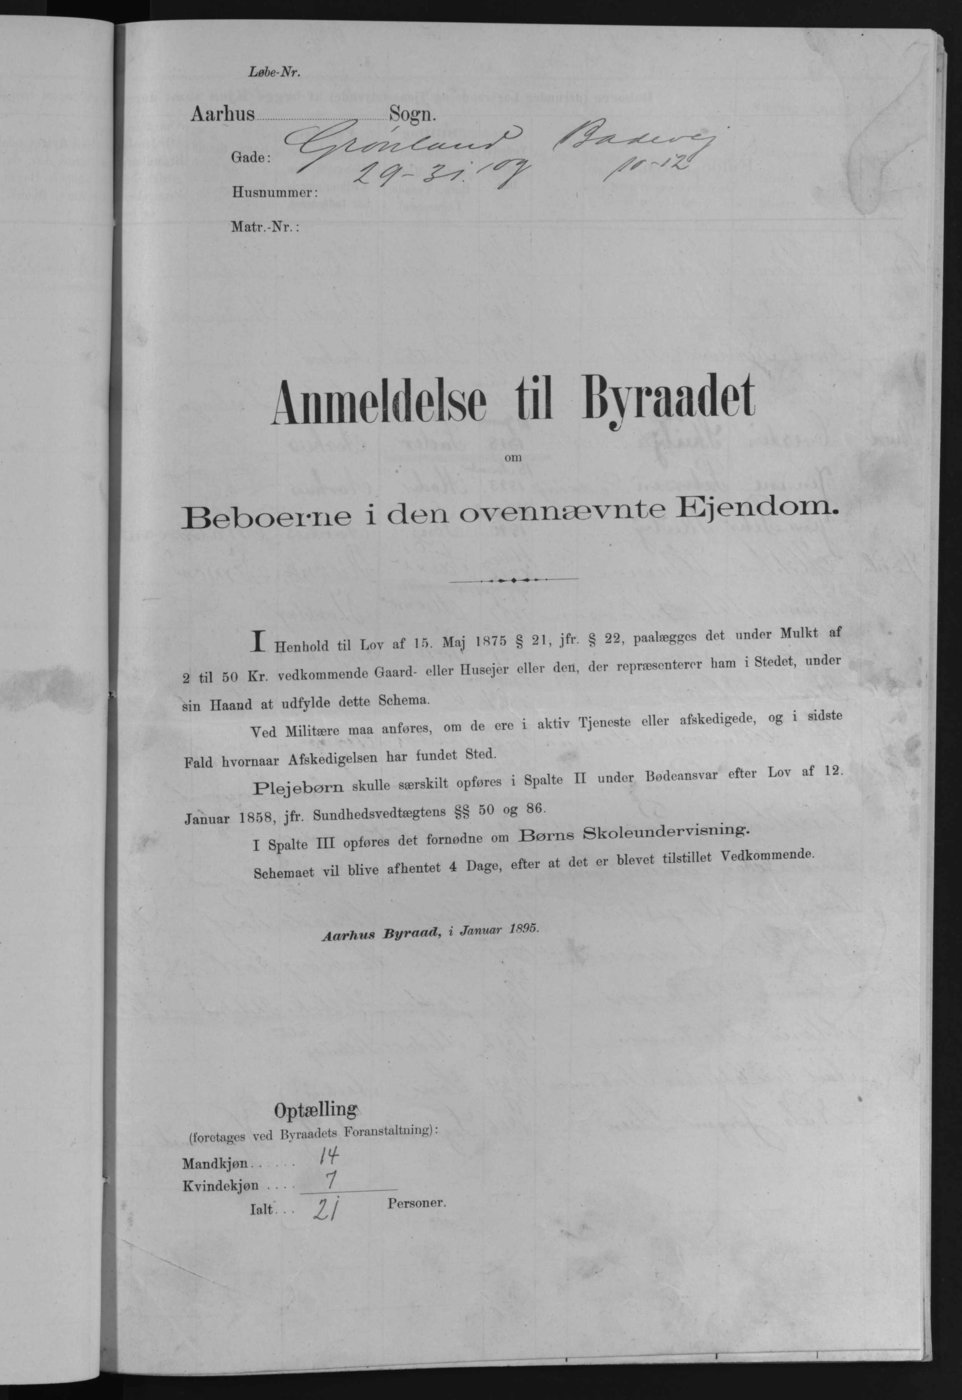 Løbe-Nr.
Aarhus Sogn.
Gade: Grønland Badevej
29-31. og 10-12
Husnummer:
Matr.-Nr.:
Anmeldelse til Byraadet
om
Beboerne i den ovennævnte Ejendom.
I Henhold til Lov af 15. Maj 1875 § 21, jfr. § 22, paalægges det under Mulkt af
2 til 50 Kr. vedkommende Gaard- eller Husejer eller den, der repræsenterer ham i Stedet, under
sin Haand at udfylde dette Schema.
Ved Militære maa anføres, om de ere i aktiv Tjeneste eller afskedigede, og i sidste
Fald hvornaar Afskedigelsen har fundet Sted.
Plejebørn skulle særskilt opføres i Spalte II under Bødeansvar efter Lov af 12.
Januar 1858, jfr. Sundhedsvedtægtens §§ 50 og 86.
I Spalte III opføres det fornødne om Børns Skoleundervisning.
Schemaet vil blive afhentet 4 Dage, efter at det er blevet tilstillet Vedkommende.
Aarhus Byraad, i Januar 1895.
Optælling
(foretages ved Byraadets Foranstaltning):
Mandkjøn...... 14
Kvindekjøn .... 7
Ialt... 21 Personer.